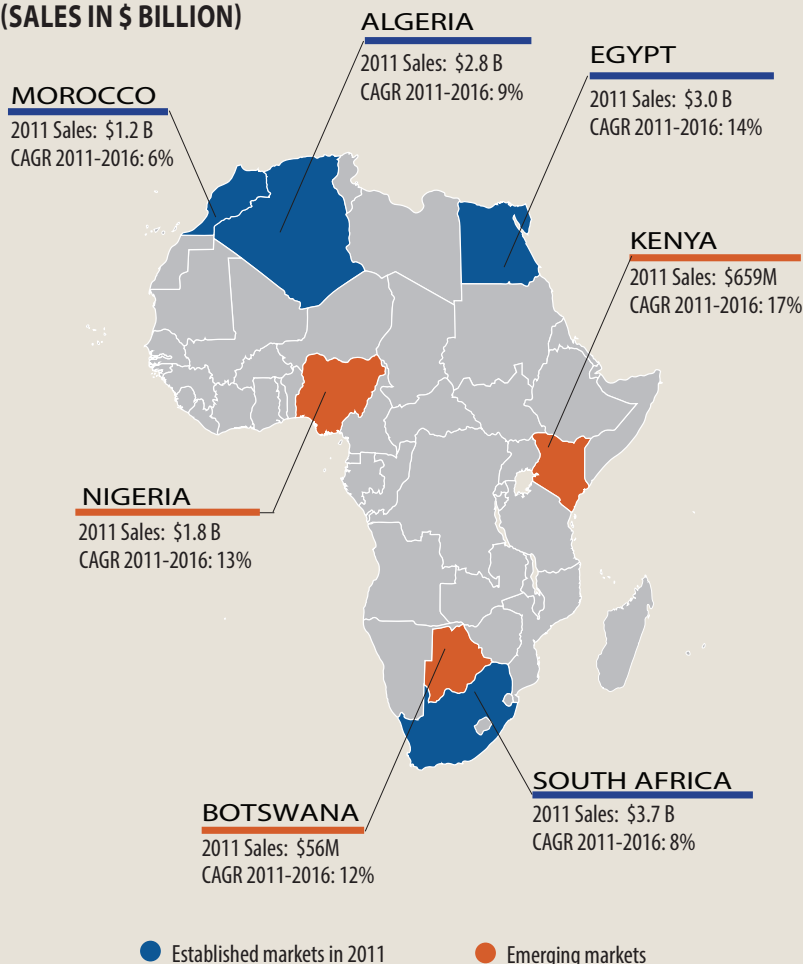 (SALES IN $ BILLION)
ALGERIA
2011 Sales: $2.8 B
CAGR 2011-2016: 9%
EGYPT
2011 Sales: $3.0 B
CAGR 2011-2016: 14%
MOROCCO
2011 Sales: $1.2 B
CAGR 2011-2016: 6%
KENYA
2011 Sales: $659M
CAGR 2011-2016: 17%
NIGERIA
2011 Sales: $1.8 B
CAGR 2011-2016: 13%
SOUTH AFRICA
2011 Sales: $3.7 B
CAGR 2011-2016: 8%
BOTSWANA
2011 Sales: $56M
CAGR 2011-2016: 12%
Established markets in 2011
Emerging markets